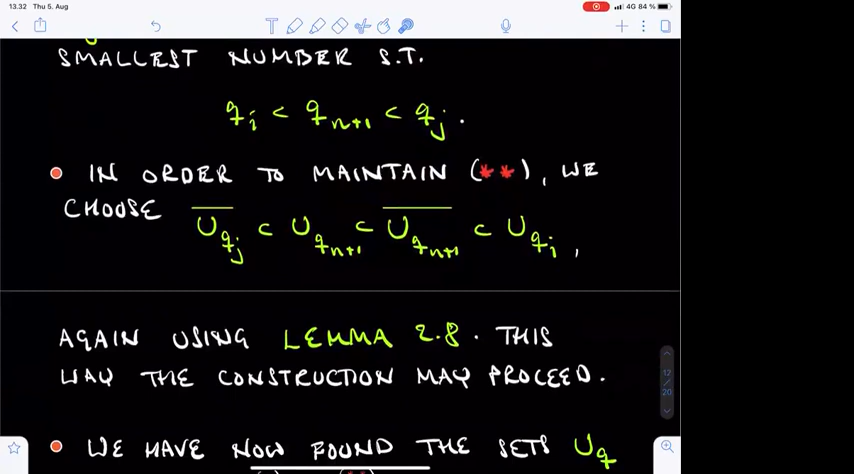 13.32 Thu 5. Aug
4G 84 %
SMALLEST NUMBER S.T.
q_i < q_{n+1} < q_j.
IN ORDER TO MAINTAIN (**), WE
CHOOSE \overline{U_{q_j}} ⊂ U_{q_{n+1}} ⊂ \overline{U_{q_{n+1}}} ⊂ U_{q_i},
AGAIN USING LEMMA 2.8. THIS
WAY THE CONSTRUCTION MAY PROCEED.
12
/
20
WE HAVE NOW FOUND THE SETS U_q